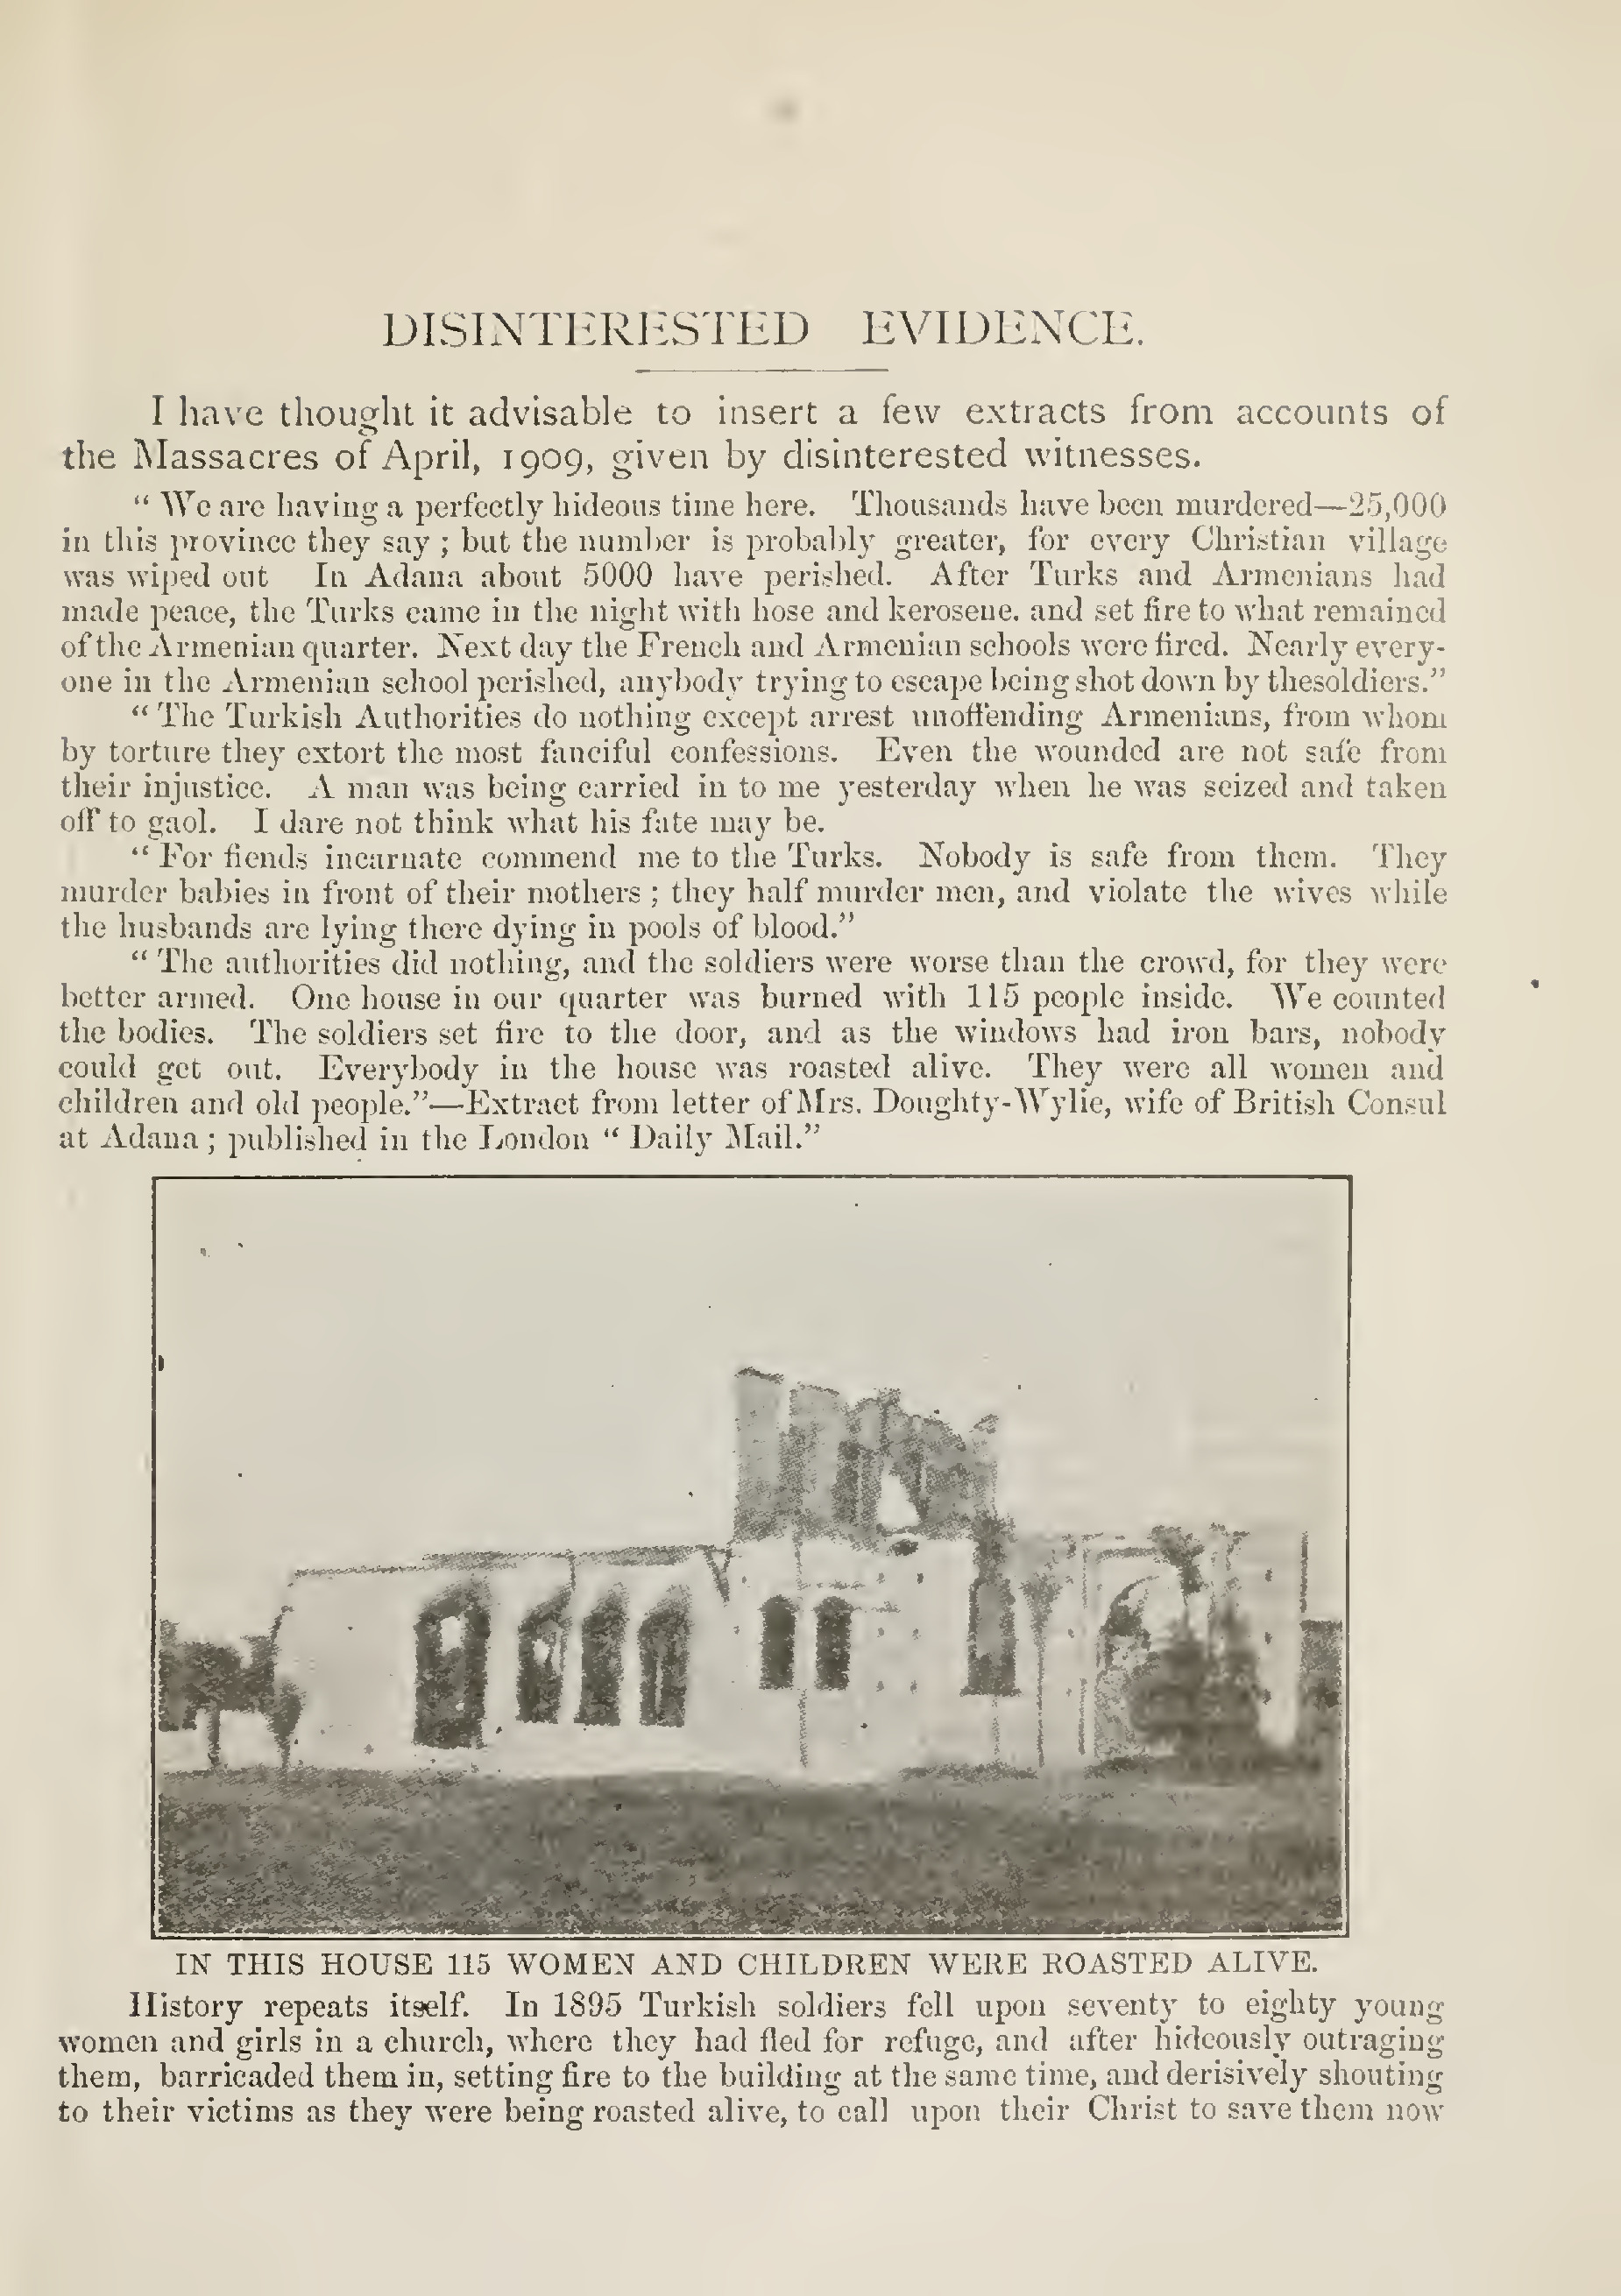 DISINTERESTED EVIDENCE.
I have thought it advisable to insert a few extracts from accounts of
the Massacres of April, 1909, given by disinterested witnesses.
“ We are having a perfectly hideous time here. Thousands have been murdered—25,000
in this province they say ; but the number is probably greater, for every Christian village
was wiped out In Adana about 5000 have perished. After Turks and Armenians had
made peace, the Turks came in the night with hose and kerosene. and set fire to what remained
of the Armenian quarter. Next day the French and Armenian schools were fired. Nearly every-
one in the Armenian school perished, anybody trying to escape being shot down by thesoldiers.”
“ The Turkish Authorities do nothing except arrest unoffending Armenians, from whom
by torture they extort the most fanciful confessions. Even the wounded are not safe from
their injustice. A man was being carried in to me yesterday when he was seized and taken
off to gaol. I dare not think what his fate may be.
“ For fiends incarnate commend me to the Turks. Nobody is safe from them. They
murder babies in front of their mothers ; they half murder men, and violate the wives while
the husbands are lying there dying in pools of blood.”
“ The authorities did nothing, and the soldiers were worse than the crowd, for they were
better armed. One house in our quarter was burned with 115 people inside. We counted
the bodies. The soldiers set fire to the door, and as the windows had iron bars, nobody
could get out. Everybody in the house was roasted alive. They were all women and
children and old people.”—Extract from letter of Mrs. Doughty-Wylie, wife of British Consul
at Adana ; published in the London “ Daily Mail.”
IN THIS HOUSE 115 WOMEN AND CHILDREN WERE ROASTED ALIVE.
History repeats itself. In 1895 Turkish soldiers fell upon seventy to eighty young
women and girls in a church, where they had fled for refuge, and after hideously outraging
them, barricaded them in, setting fire to the building at the same time, and derisively shouting
to their victims as they were being roasted alive, to call upon their Christ to save them now